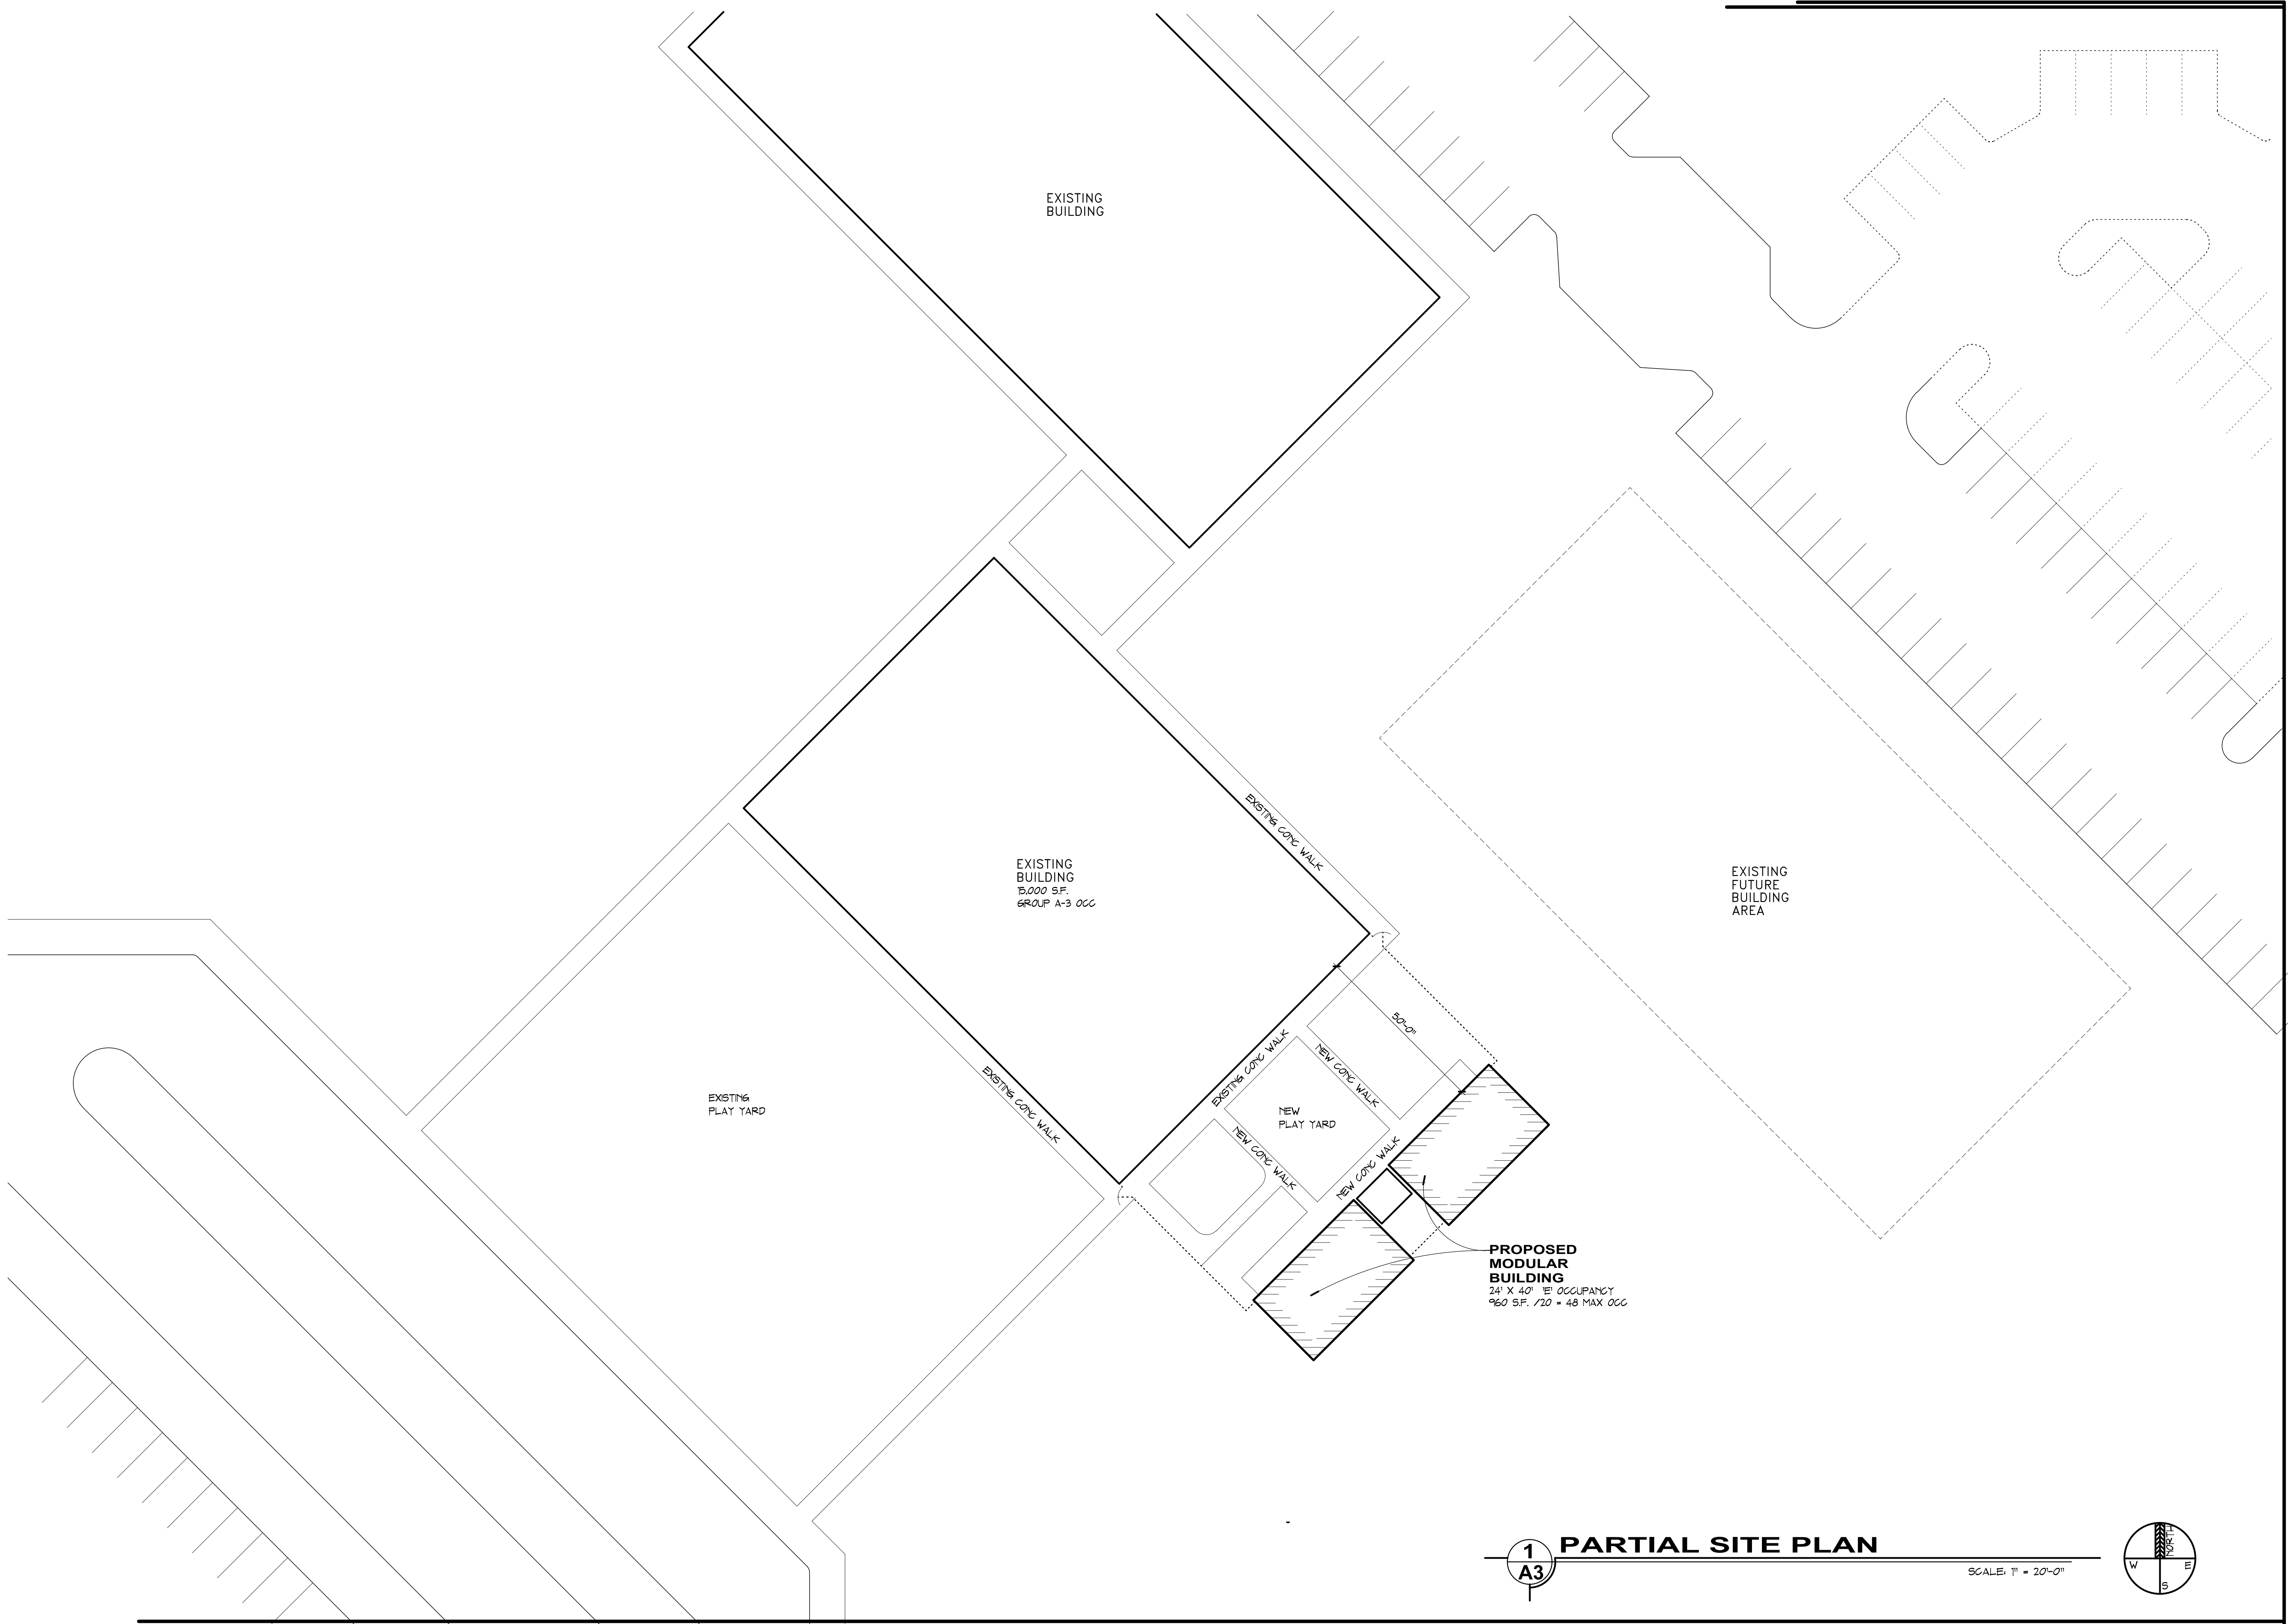 EXISTING
BUILDING
EXISTING CONC WALK
EXISTING
BUILDING
15,000 S.F.
GROUP A-3 OCC
EXISTING
FUTURE
BUILDING
AREA
50'-0"
EXISTING CONC WALK
NEW CONC WALK
EXISTING CONC WALK
EXISTING
PLAY YARD
NEW
PLAY YARD
NEW CONC WALK
NEW CONC WALK
PROPOSED
MODULAR
BUILDING
24' X 40' 'E' OCCUPANCY
960 S.F. /20 = 48 MAX OCC
1
A3
PARTIAL SITE PLAN
SCALE: 1" = 20'-0"
NORTH
W
E
S